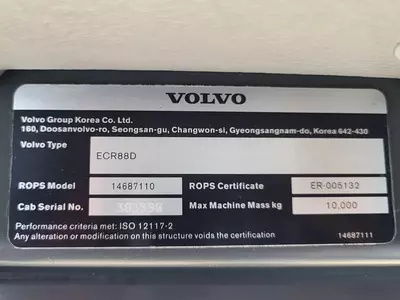 VOLVO
Volvo Group Korea Co. Ltd.
160, Doosanvolvo-ro, Seongsan-gu, Changwon-si, Gyeongsangnam-do, Korea 642-430
Volvo Type
ECR88D
ROPS Model 14687110 ROPS Certificate ER-005132
Cab Serial No. Max Machine Mass kg 10,000
Performance criteria met: ISO 12117-2
Any alteration or modification on this structure voids the certification 14687111